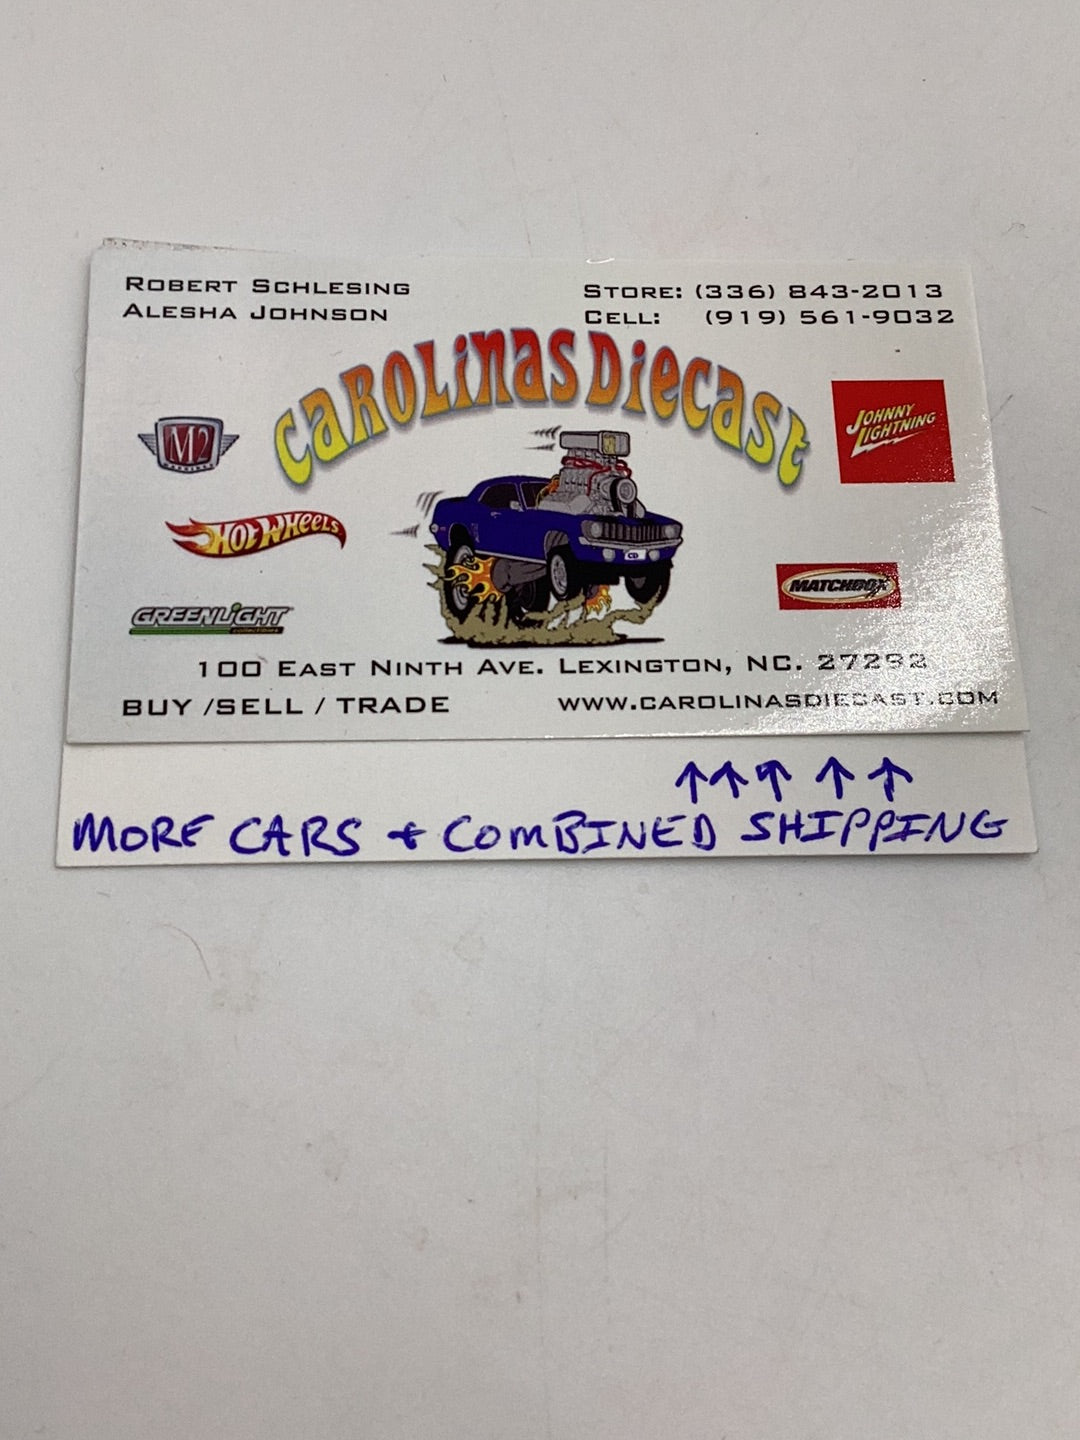 ROBERT SCHLESING
ALESHA JOHNSON
STORE: (336) 843-2013
CELL: (919) 561-9032
CAROLINAS DIECAST
M2
HOT WHEELS
GREENLIGHT
JOHNNY
LIGHTNING
MATCHBOX
CD
100 EAST NINTH AVE. LEXINGTON, NC. 27292
BUY /SELL / TRADE
WWW.CAROLINASDIECAST.COM
↑↑↑ ↑ ↑
MORE CARS + COMBINED SHIPPING